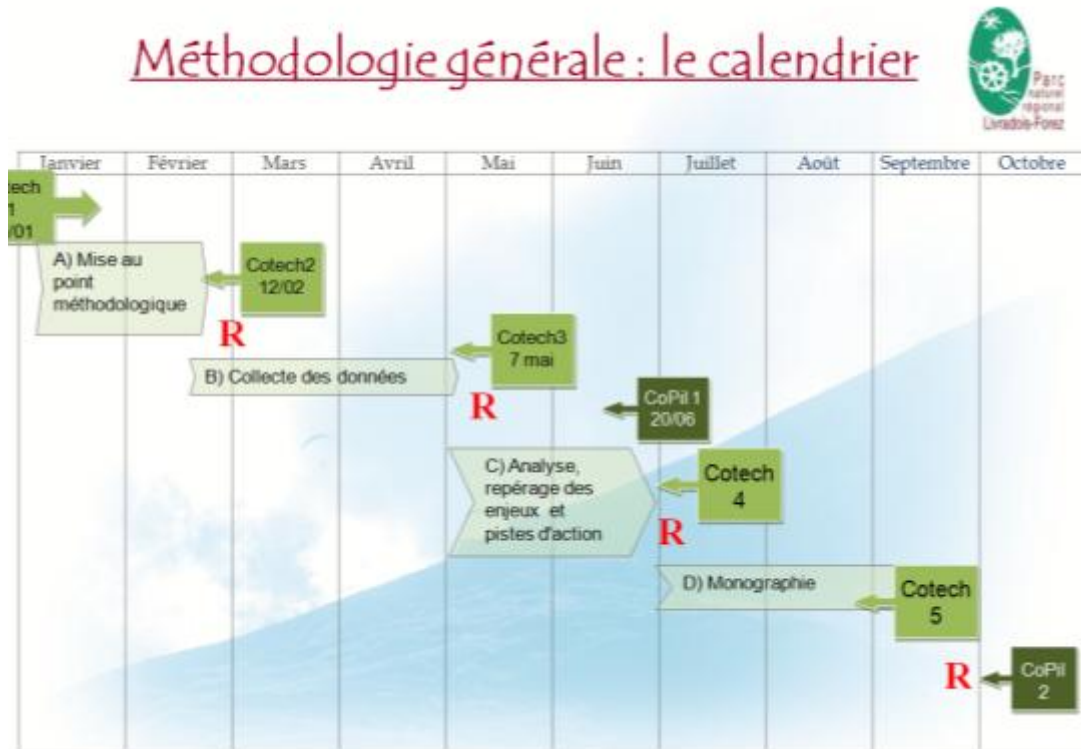 Méthodologie générale : le calendrier
Parc
naturel
régional
Livradois-Forez
Janvier Février Mars Avril Mai Juin Juillet Août Septembre Octobre
tech
1
/01
A) Mise au
point
méthodologique
Cotech2
12/02
R
Cotech3
7 mai
B) Collecte des données
R
CoPil 1
20/06
C) Analyse,
repérage des
enjeux et
pistes d'action
Cotech
4
R
D) Monographie
Cotech
5
R
CoPil
2